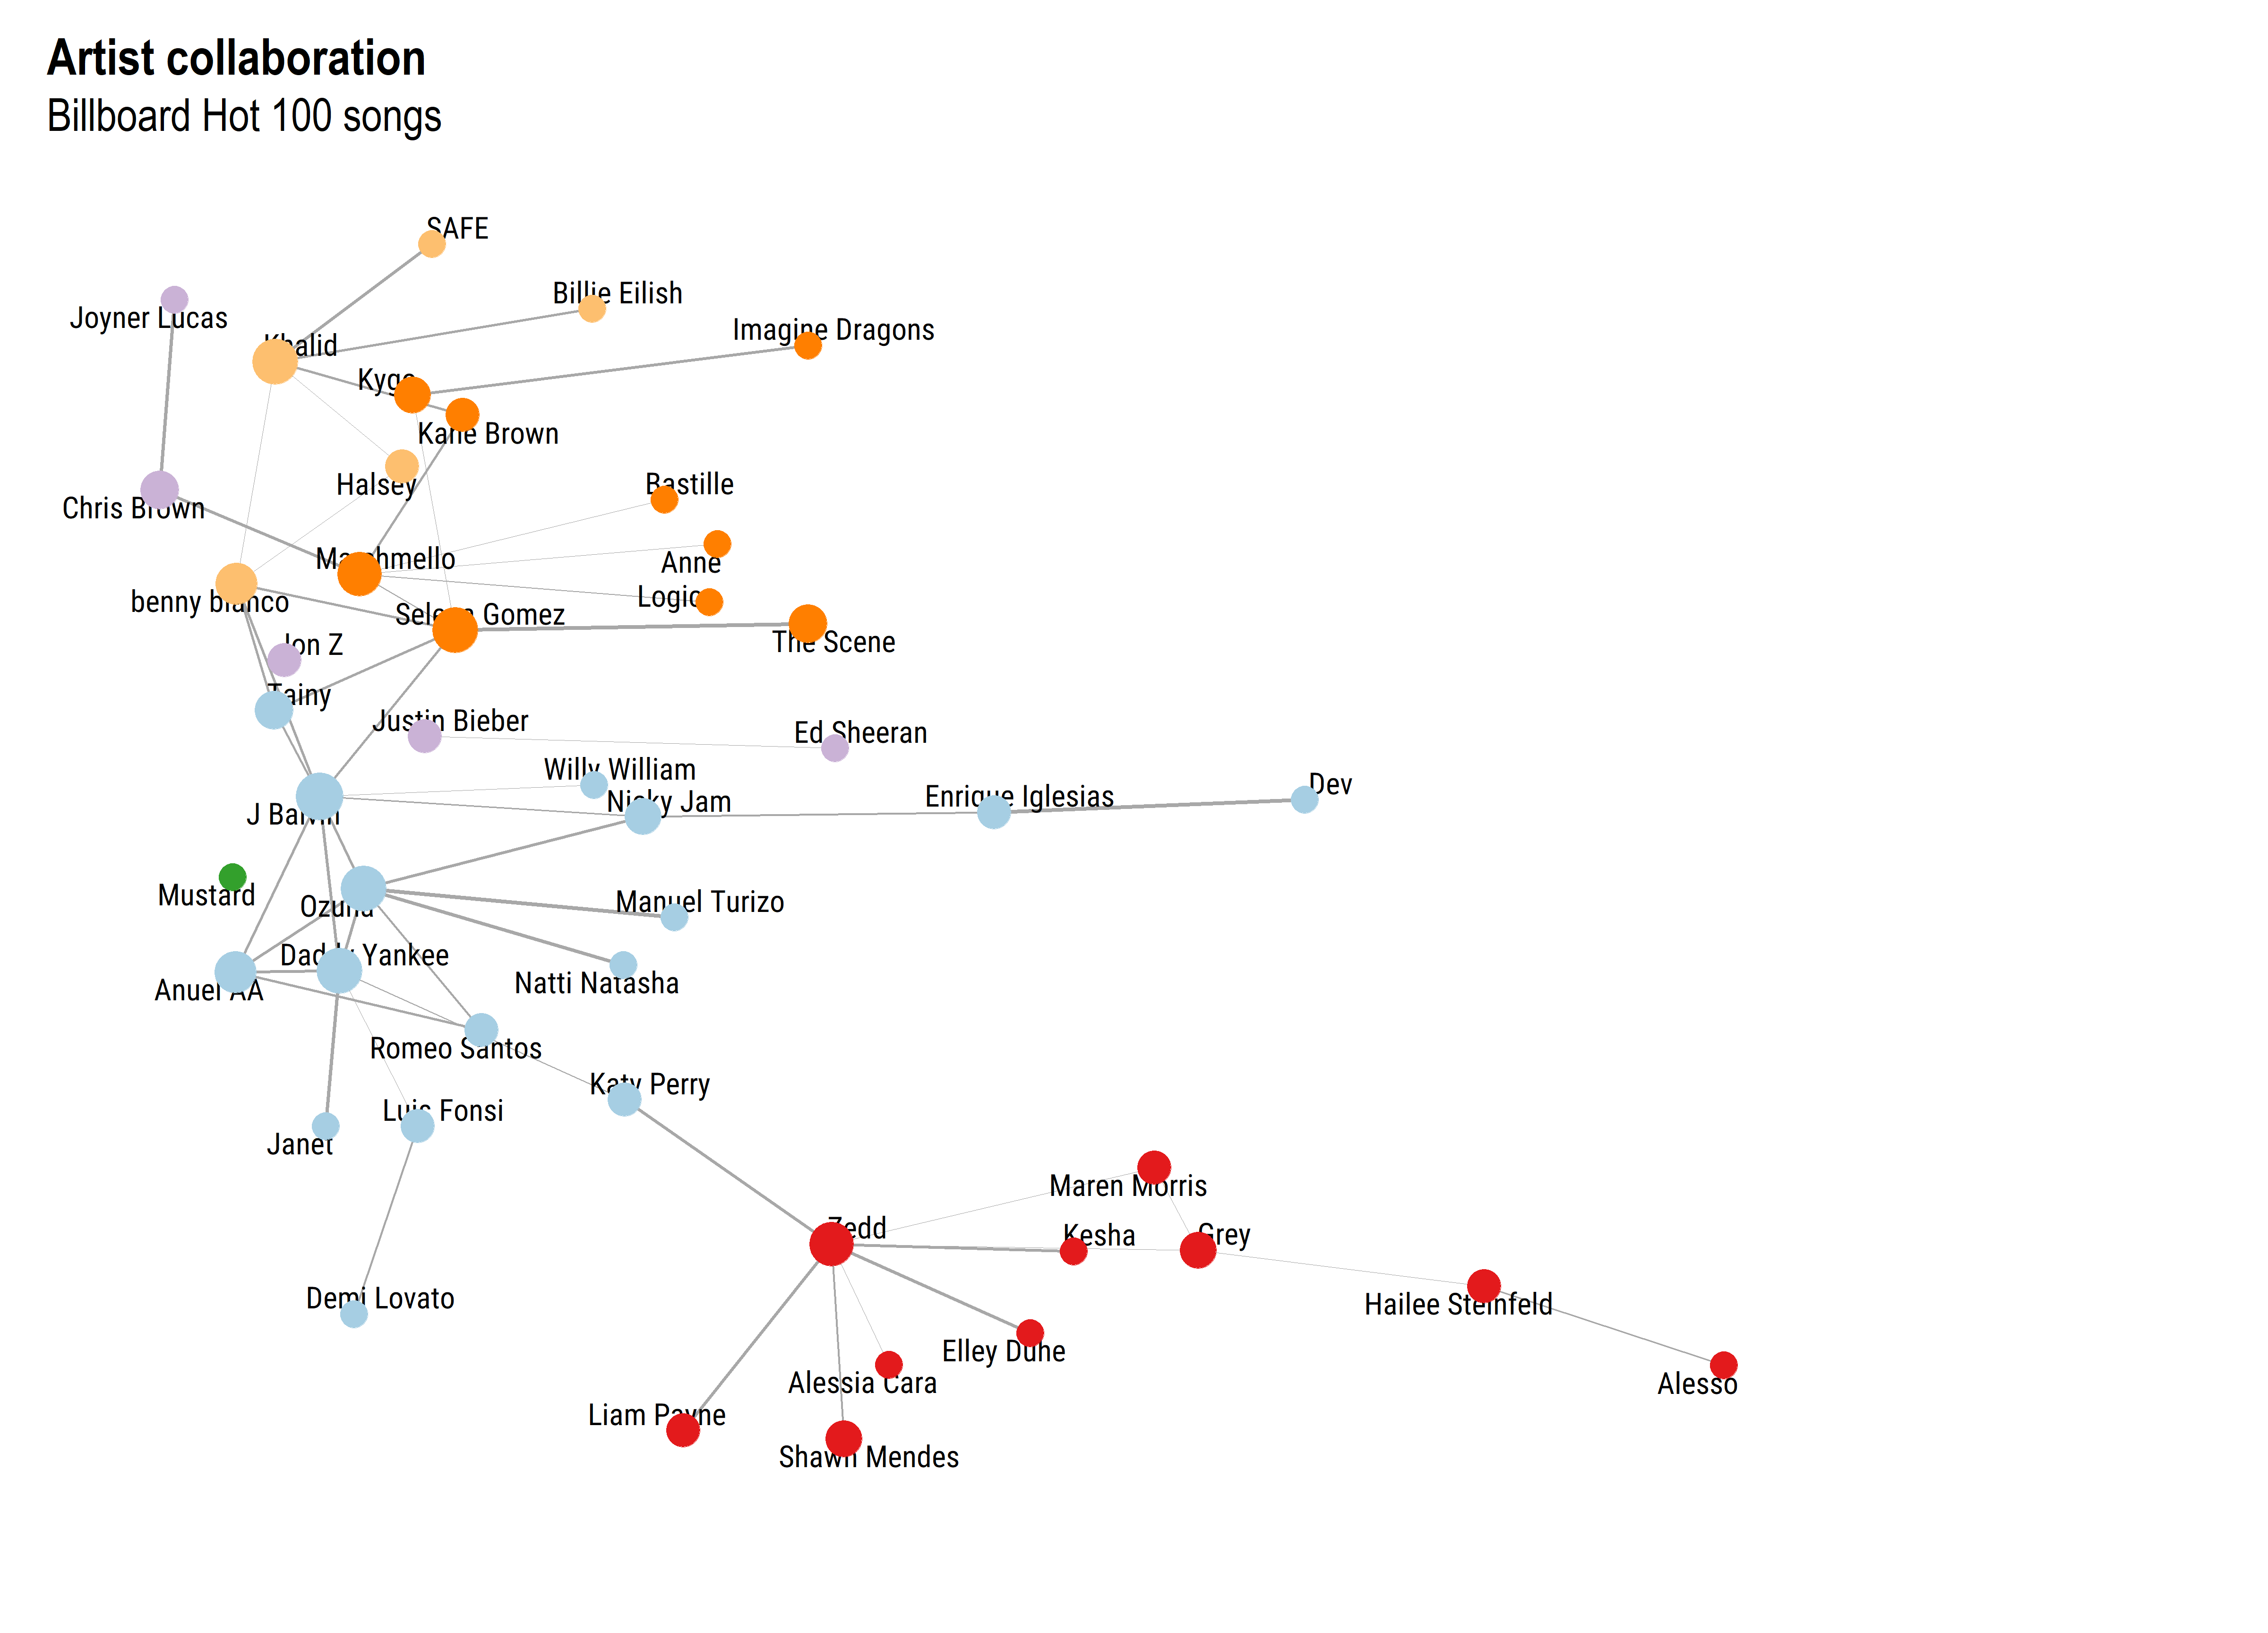 Artist collaboration
Billboard Hot 100 songs
SAFE
Billie Eilish
Joyner Lucas
Imagine Dragons
Khalid
Kygo
Kane Brown
Halsey
Bastille
Chris Brown
Marshmello
Anne
Logic
benny blanco
Selena Gomez
The Scene
Jon Z
Tainy
Justin Bieber
Ed Sheeran
Willy William
Nicky Jam
Enrique Iglesias
Dev
J Balvin
Mustard
Ozuna
Manuel Turizo
Daddy Yankee
Natti Natasha
Anuel AA
Romeo Santos
Katy Perry
Luis Fonsi
Janet
Maren Morris
Zedd
Kesha
Grey
Demi Lovato
Hailee Steinfeld
Elley Duhe
Alessia Cara
Alesso
Liam Payne
Shawn Mendes